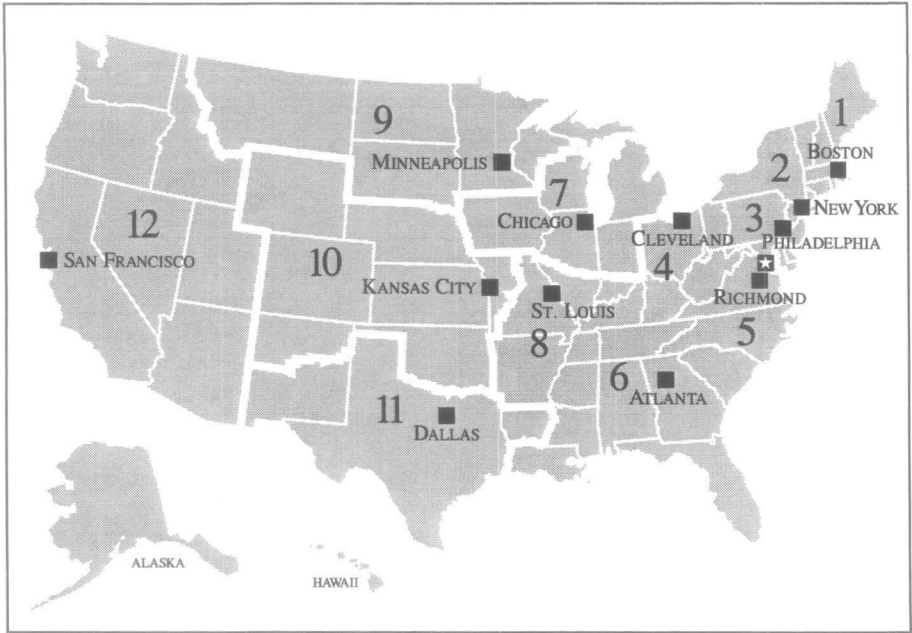 9
1
MINNEAPOLIS
BOSTON
2
7
12
CHICAGO
3
NEW YORK
CLEVELAND
PHILADELPHIA
SAN FRANCISCO
10
4
KANSAS CITY
ST. LOUIS
RICHMOND
8
5
6
ATLANTA
11
DALLAS
ALASKA
HAWAII